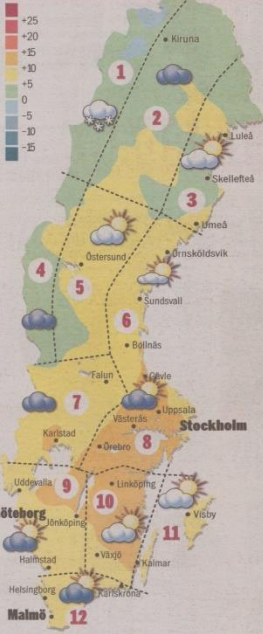 +25
+20
+15
+10
+5
0
-5
-10
-15
Kiruna
1
2
Luleå
Skellefteå
3
Umeå
Örnsköldsvik
Östersund
4
5
Sundsvall
6
Bollnäs
Falun
Gävle
7
Uppsala
Västerås
Stockholm
Karlstad
8
Örebro
9
Uddevalla
10
Linköping
öteborg
Jönköping
Visby
11
Växjö
Kalmar
Halmstad
Helsingborg
Karlskrona
Malmö
12